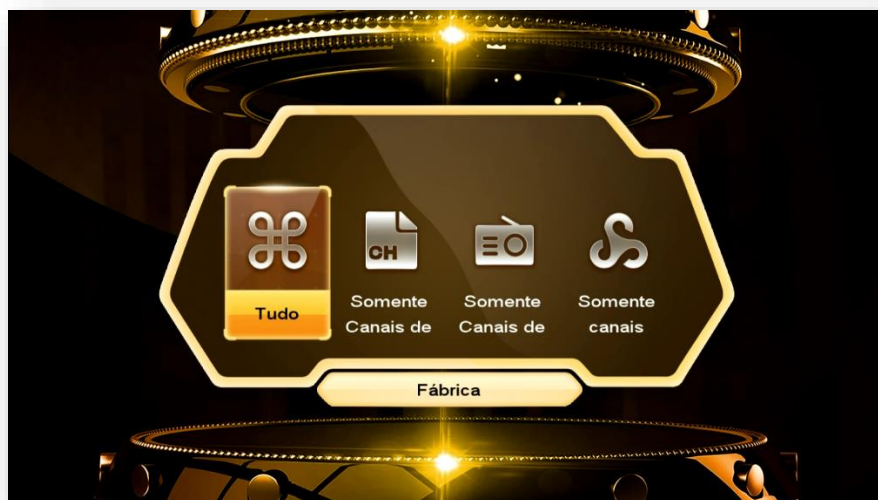 CH
Tudo
Somente
Canais de
Somente
Canais de
Somente
canais
Fábrica